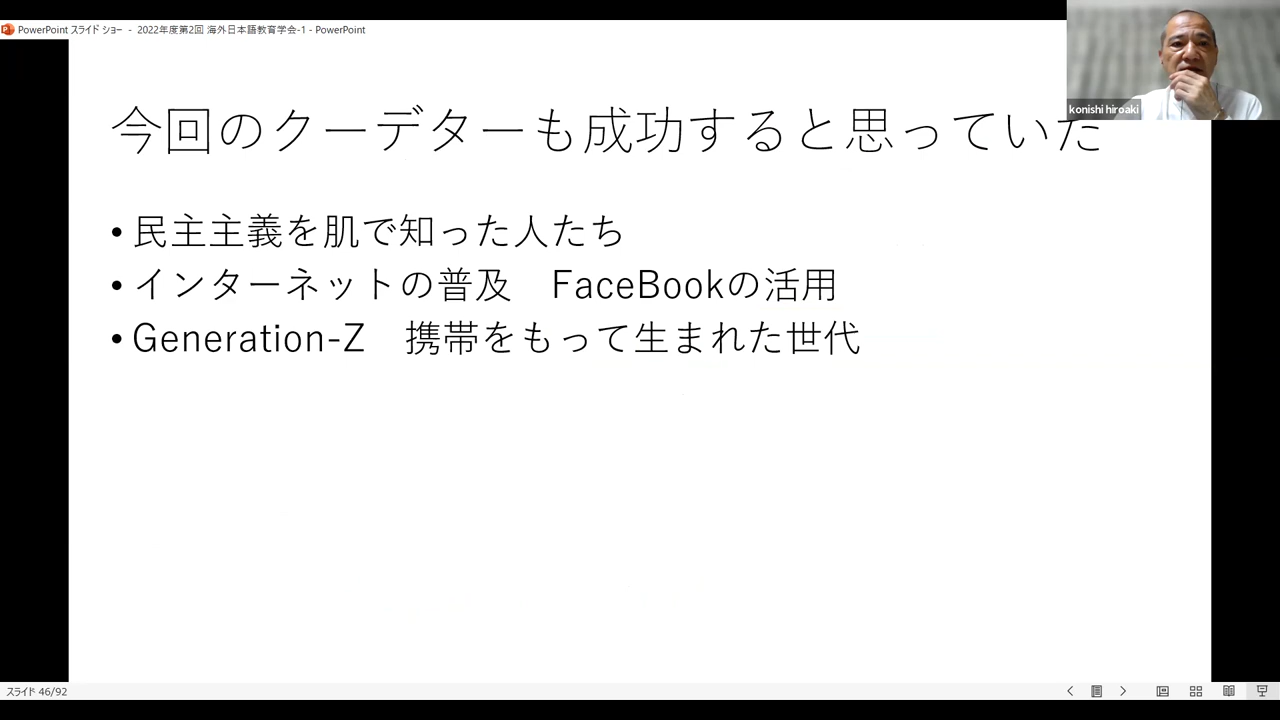 PowerPoint スライド ショー - 2022年度第2回 海外日本語教育学会-1 - PowerPoint
konishi hiroaki
今回のクーデターも成功すると思っていた
• 民主主義を肌で知った人たち
• インターネットの普及　FaceBookの活用
• Generation-Z　携帯をもって生まれた世代
スライド 46/92